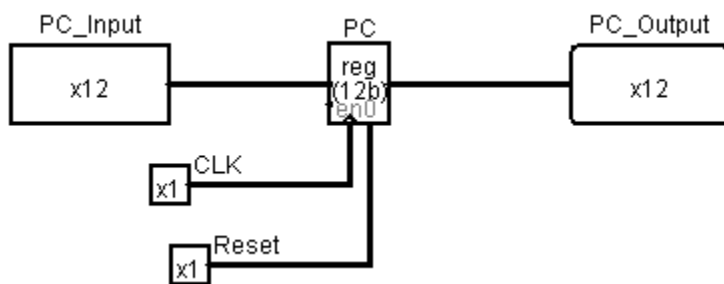 PC_Input
PC
PC_Output
x12
reg
(12b)
en0
x12
CLK
x1
Reset
x1